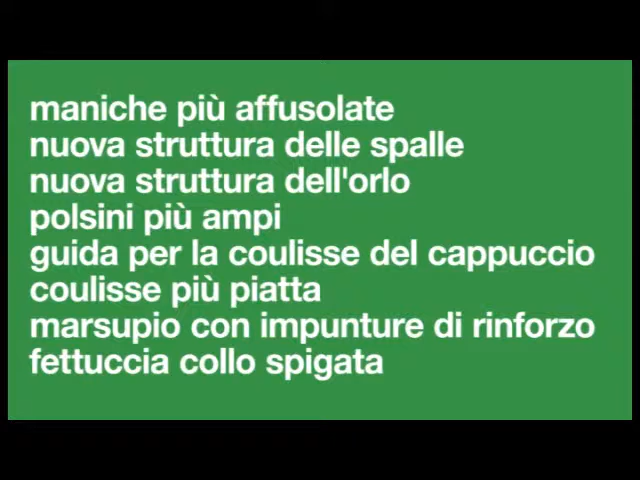 maniche più affusolate
nuova struttura delle spalle
nuova struttura dell'orlo
polsini più ampi
guida per la coulisse del cappuccio
coulisse più piatta
marsupio con impunture di rinforzo
fettuccia collo spigata